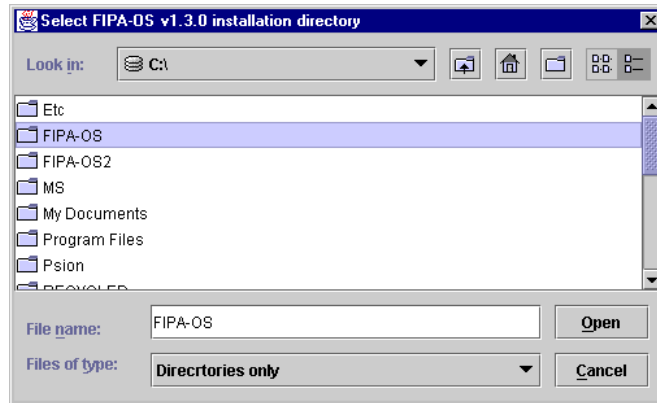 Select FIPA-OS v1.3.0 installation directory
Look in: C:\
Etc
FIPA-OS
FIPA-OS2
MS
My Documents
Program Files
Psion
RECYCLED
File name: FIPA-OS Open
Files of type: Direcrtories only Cancel